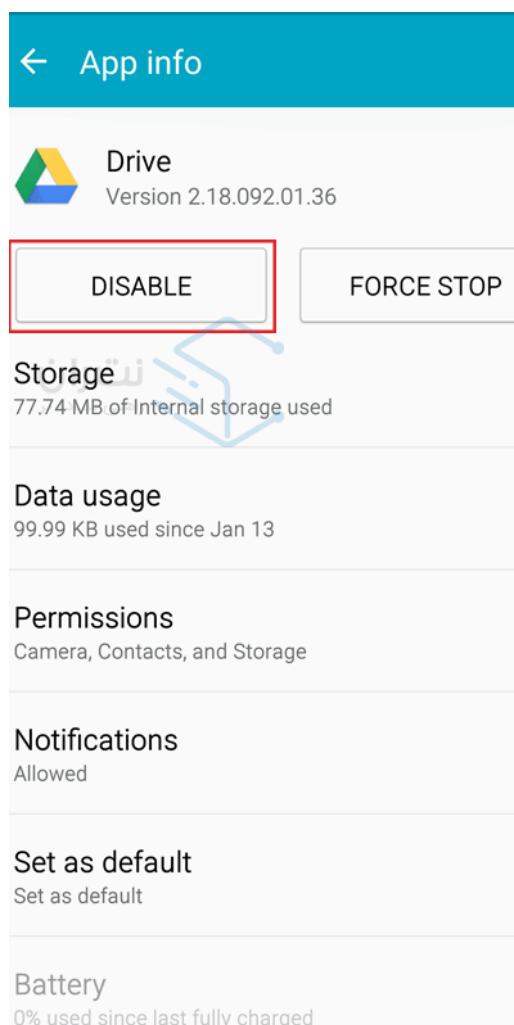 App info
Drive
Version 2.18.092.01.36
DISABLE
FORCE STOP
Storage
77.74 MB of Internal storage used
Data usage
99.99 KB used since Jan 13
Permissions
Camera, Contacts, and Storage
Notifications
Allowed
Set as default
Set as default
Battery
0% used since last fully charged